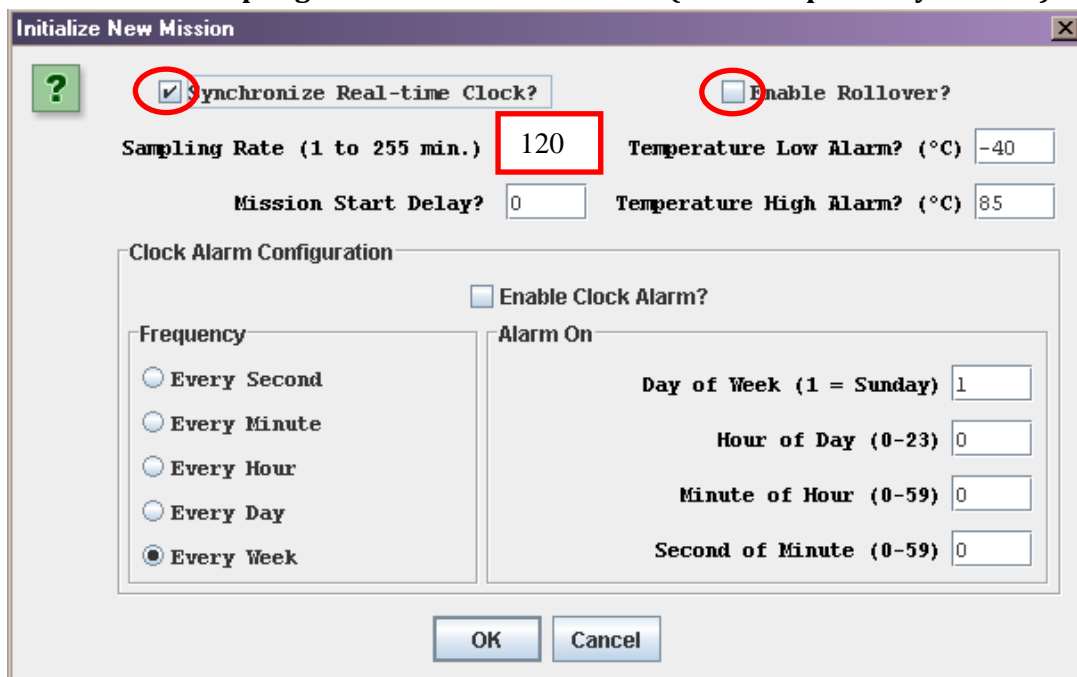 Initialize New Mission
?
Synchronize Real-time Clock? Enable Rollover?
Sampling Rate (1 to 255 min.) 120 Temperature Low Alarm? (°C) -40
Mission Start Delay? 0 Temperature High Alarm? (°C) 85
Clock Alarm Configuration
Enable Clock Alarm?
Frequency
Every Second
Every Minute
Every Hour
Every Day
Every Week
Alarm On
Day of Week (1 = Sunday) 1
Hour of Day (0-23) 0
Minute of Hour (0-59) 0
Second of Minute (0-59) 0
OK Cancel